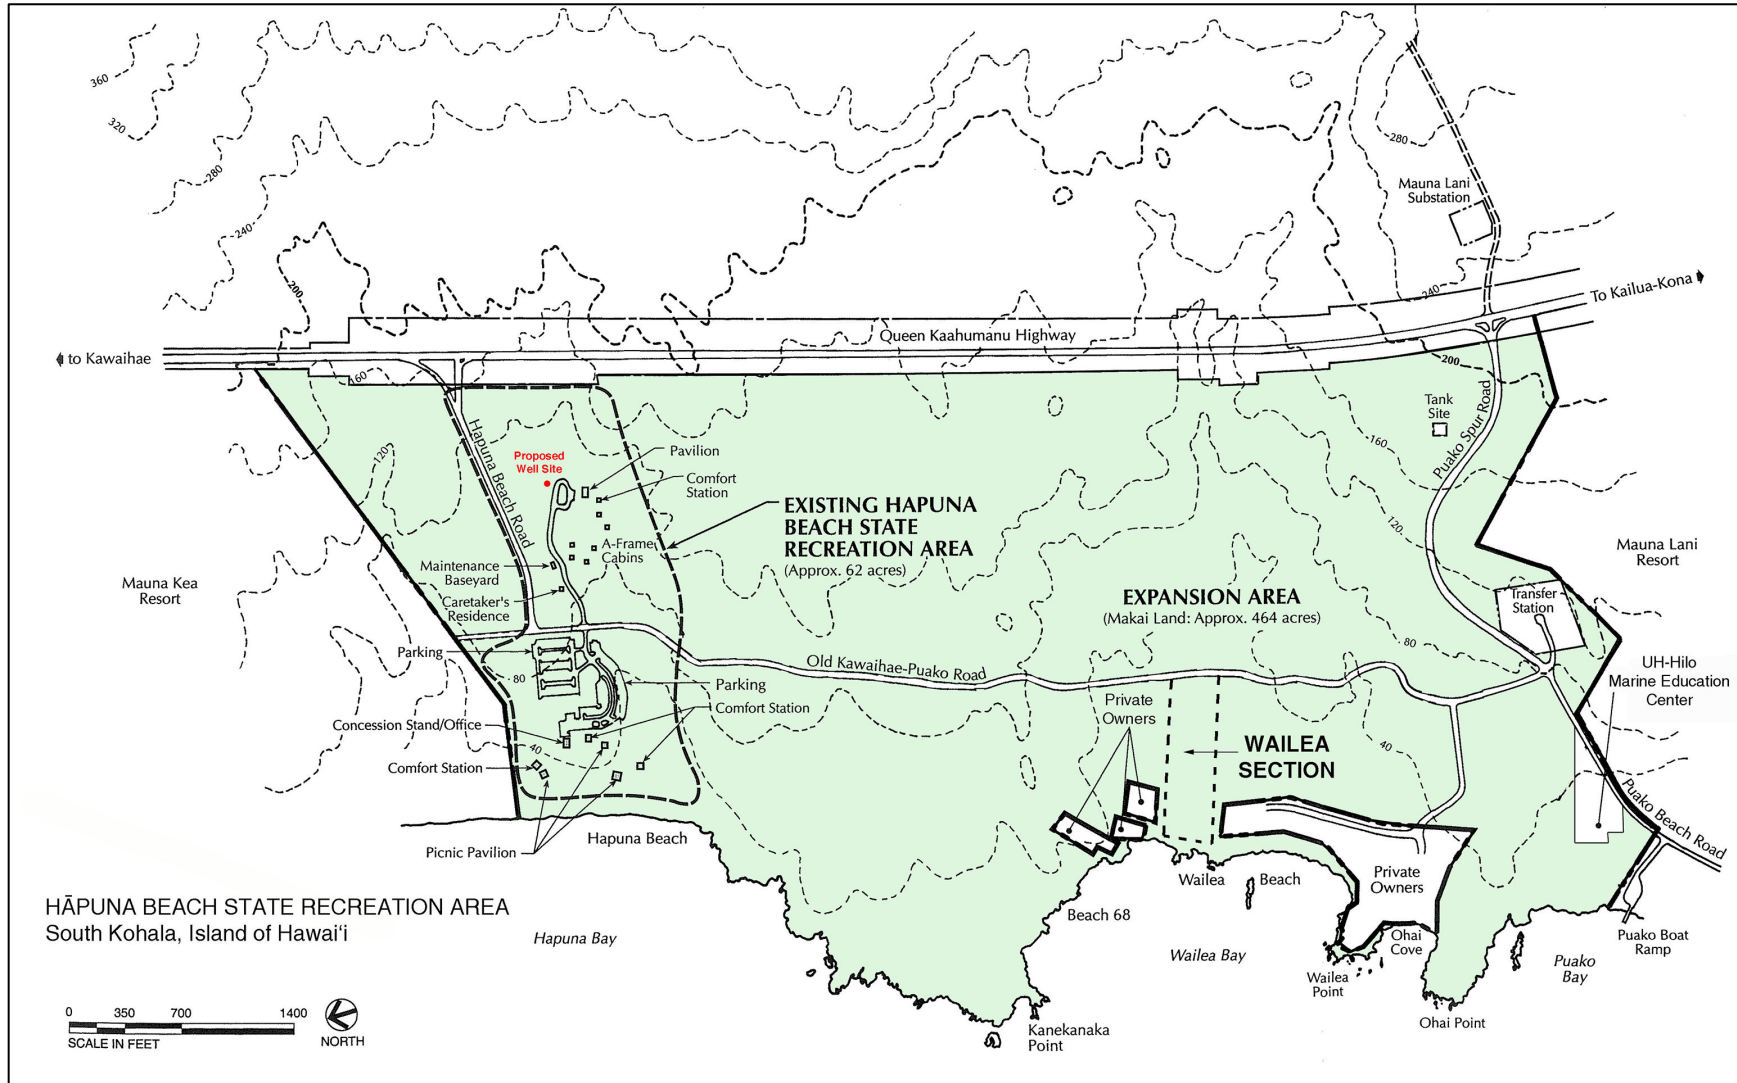 360
320
280
240
200
280
Mauna Lani
Substation
240
To Kailua-Kona
Queen Kaahumanu Highway
to Kawaihae
160
200
Tank
Site
Puako Spur Road
160
120
Hapuna Beach Road
Proposed
Well Site
Pavilion
Comfort
Station
120
EXISTING HAPUNA
BEACH STATE
RECREATION AREA
(Approx. 62 acres)
A-Frame
Cabins
Maintenance
Baseyard
Caretaker's
Residence
Mauna Kea
Resort
Mauna Lani
Resort
EXPANSION AREA
(Makai Land: Approx. 464 acres)
Transfer
Station
80
Parking
80
Old Kawaihae-Puako Road
Parking
Comfort Station
UH-Hilo
Marine Education
Center
Private
Owners
Concession Stand/Office
40
WAILEA
SECTION
40
Comfort Station
Puako Beach Road
Picnic Pavilion
Hapuna Beach
Wailea Beach
Private
Owners
Beach 68
HĀPUNA BEACH STATE RECREATION AREA
South Kohala, Island of Hawai‘i
Hapuna Bay
Wailea Bay
Ohai
Cove
Puako Boat
Ramp
Wailea
Point
Puako
Bay
0 350 700 1400
SCALE IN FEET
NORTH
Kanekanaka
Point
Ohai Point